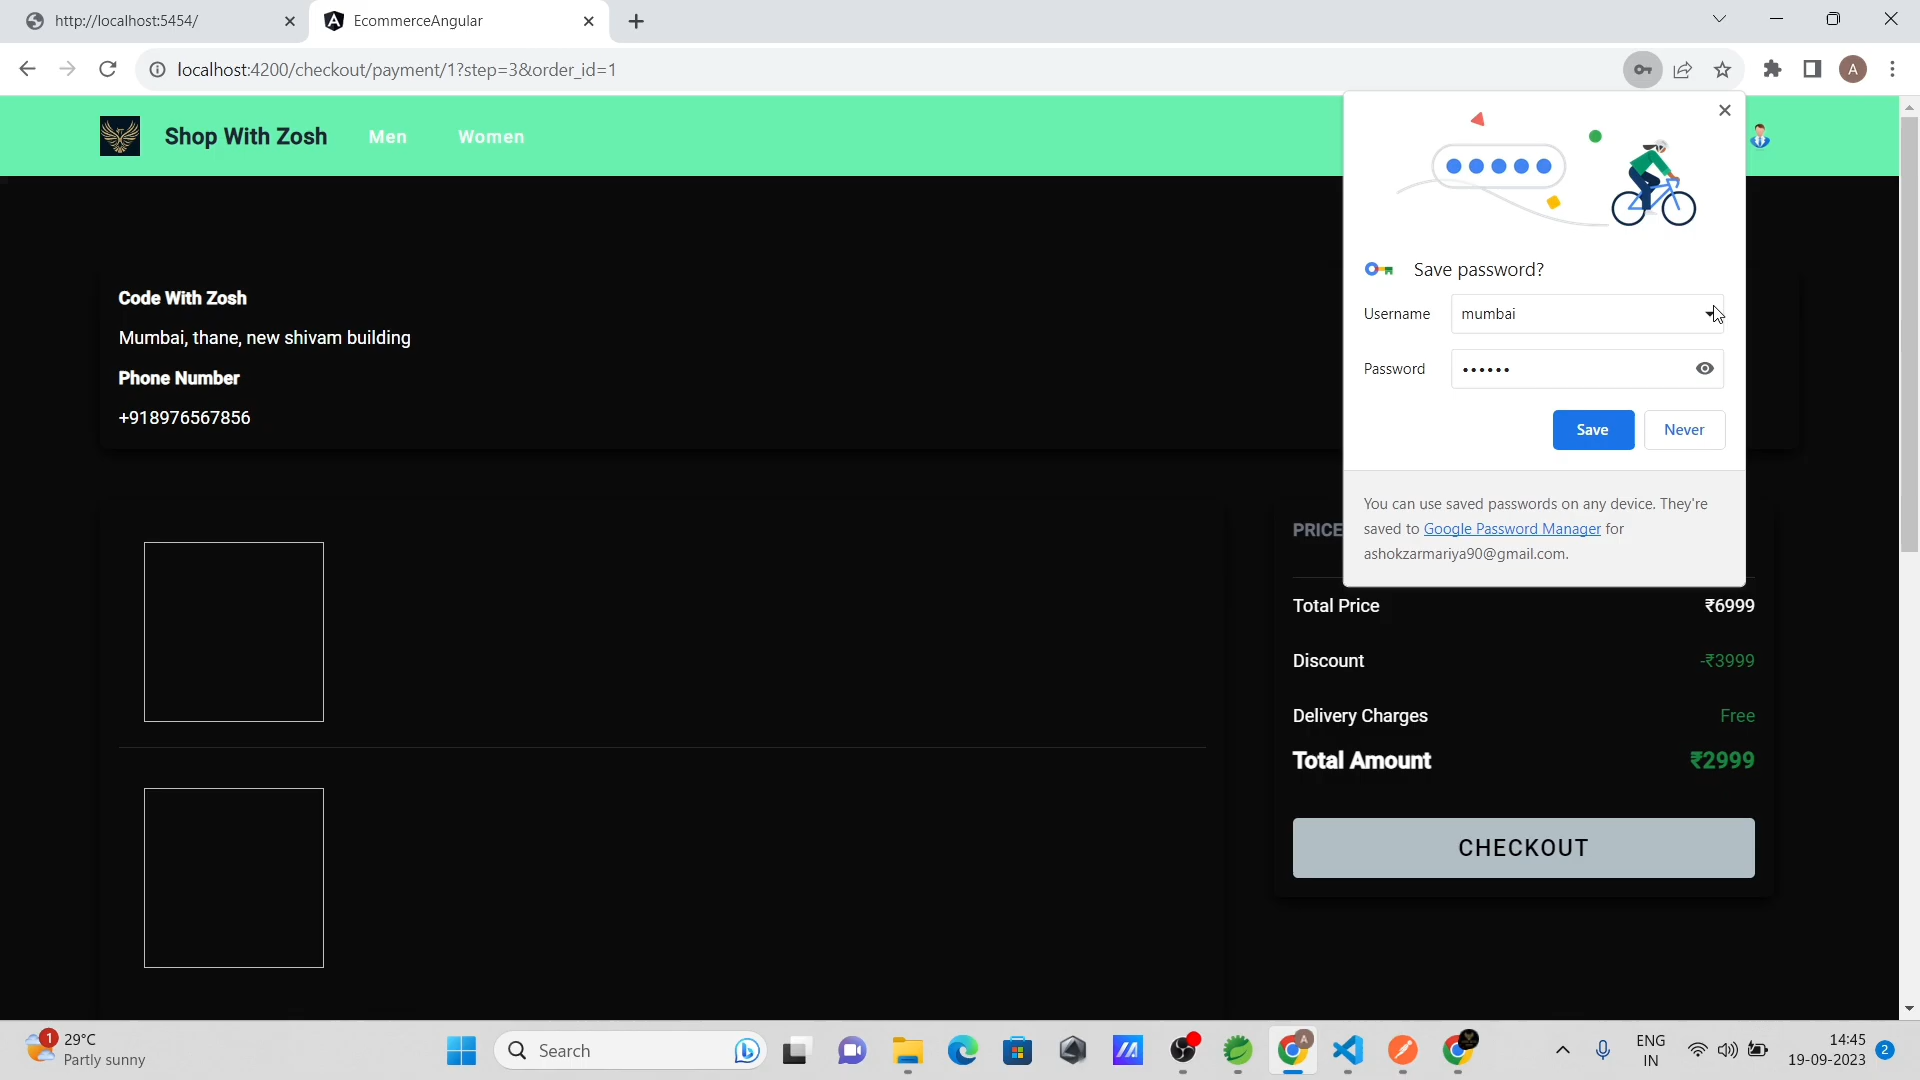 http://localhost:5454/
EcommerceAngular
localhost:4200/checkout/payment/1?step=3&order_id=1
A
Shop With Zosh
Men
Women
Save password?
Username
mumbai
Password
••••••
Save
Never
You can use saved passwords on any device. They're
saved to Google Password Manager for
ashokzarmariya90@gmail.com.
Code With Zosh
Mumbai, thane, new shivam building
Phone Number
+918976567856
PRICE
Total Price
₹6999
Discount
-₹3999
Delivery Charges
Free
Total Amount
₹2999
CHECKOUT
1
29°C
Partly sunny
Search
A
ENG
IN
14:45
19-09-2023
2